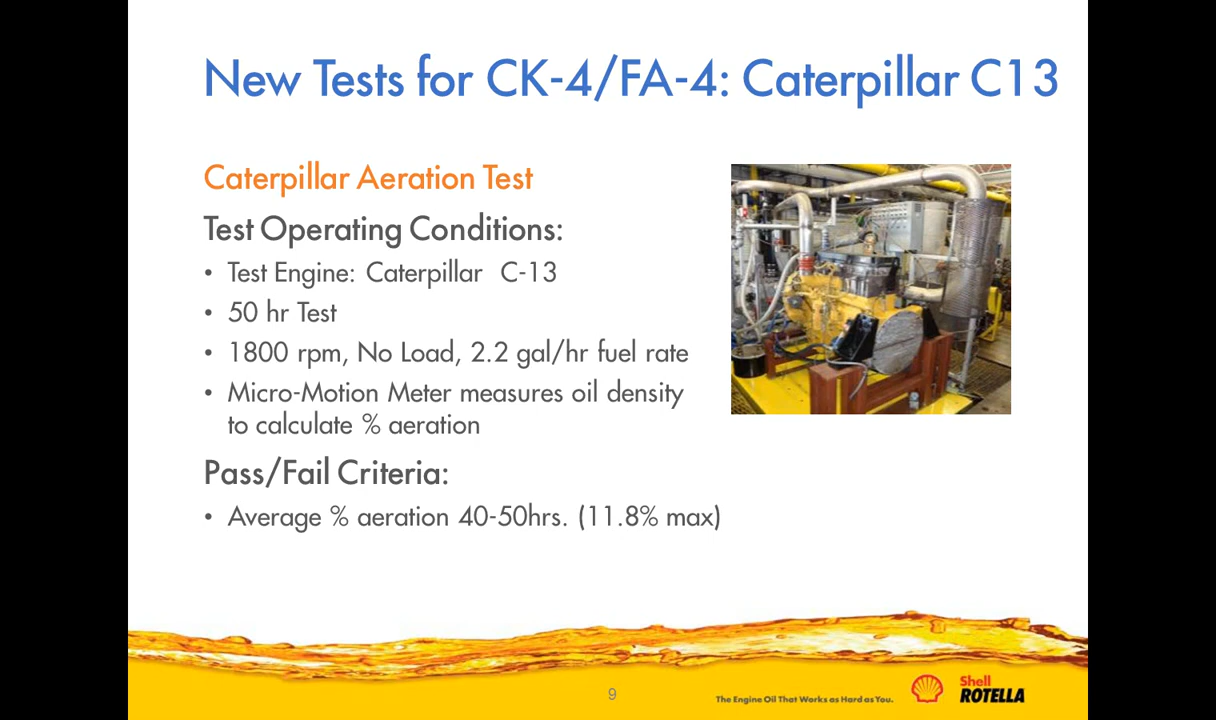 New Tests for CK-4/FA-4: Caterpillar C13
Caterpillar Aeration Test
Test Operating Conditions:
• Test Engine: Caterpillar C-13
• 50 hr Test
• 1800 rpm, No Load, 2.2 gal/hr fuel rate
• Micro-Motion Meter measures oil density
to calculate % aeration
Pass/Fail Criteria:
• Average % aeration 40-50hrs. (11.8% max)
9
The Engine Oil That Works as Hard as You.
Shell
ROTELLA